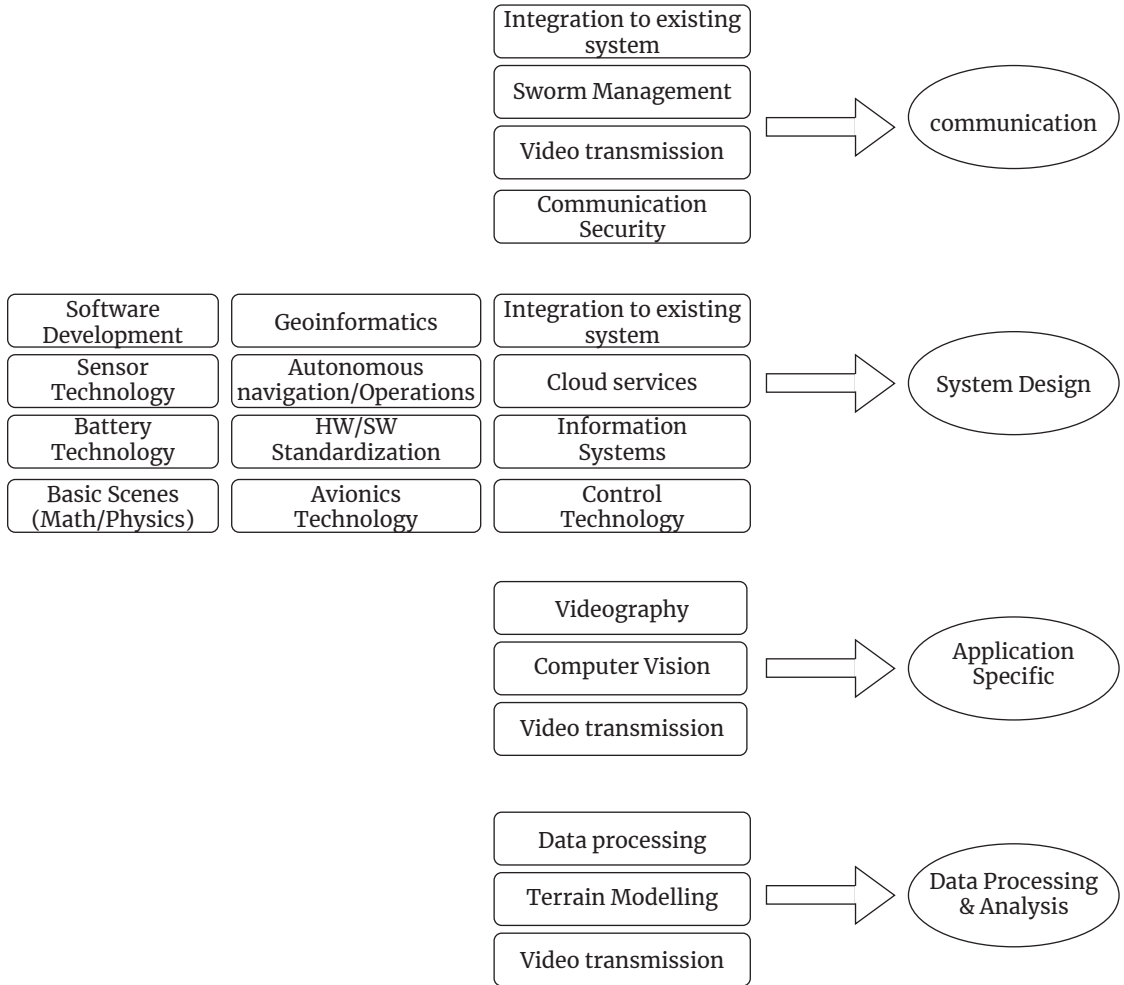 Integration to existing
system
Sworm Management
communication
Video transmission
Communication
Security
Software
Development
Geoinformatics
Integration to existing
system
Sensor
Technology
Autonomous
navigation/Operations
Cloud services
System Design
Battery
Technology
HW/SW
Standardization
Information
Systems
Basic Scenes
(Math/Physics)
Avionics
Technology
Control
Technology
Videography
Computer Vision
Application
Specific
Video transmission
Data processing
Terrain Modelling
Data Processing
& Analysis
Video transmission